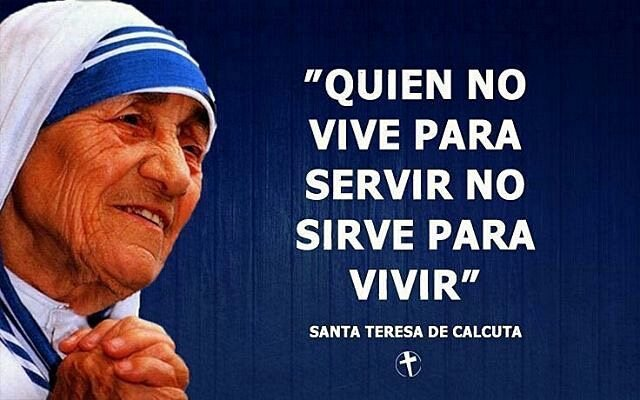 "QUIEN NO
VIVE PARA
SERVIR NO
SIRVE PARA
VIVIR"
SANTA TERESA DE CALCUTA